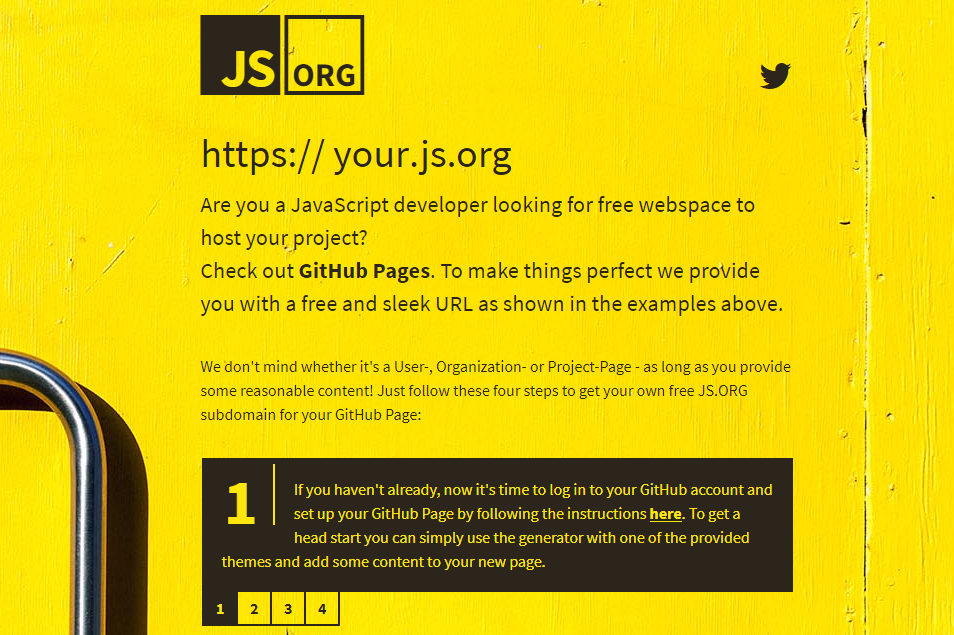 JS ORG
https:// your.js.org
Are you a JavaScript developer looking for free webspace to
host your project?
Check out GitHub Pages. To make things perfect we provide
you with a free and sleek URL as shown in the examples above.
We don't mind whether it's a User-, Organization- or Project-Page - as long as you provide
some reasonable content! Just follow these four steps to get your own free JS.ORG
subdomain for your GitHub Page:
1
If you haven't already, now it's time to log in to your GitHub account and
set up your GitHub Page by following the instructions here. To get a
head start you can simply use the generator with one of the provided
themes and add some content to your new page.
1 2 3 4